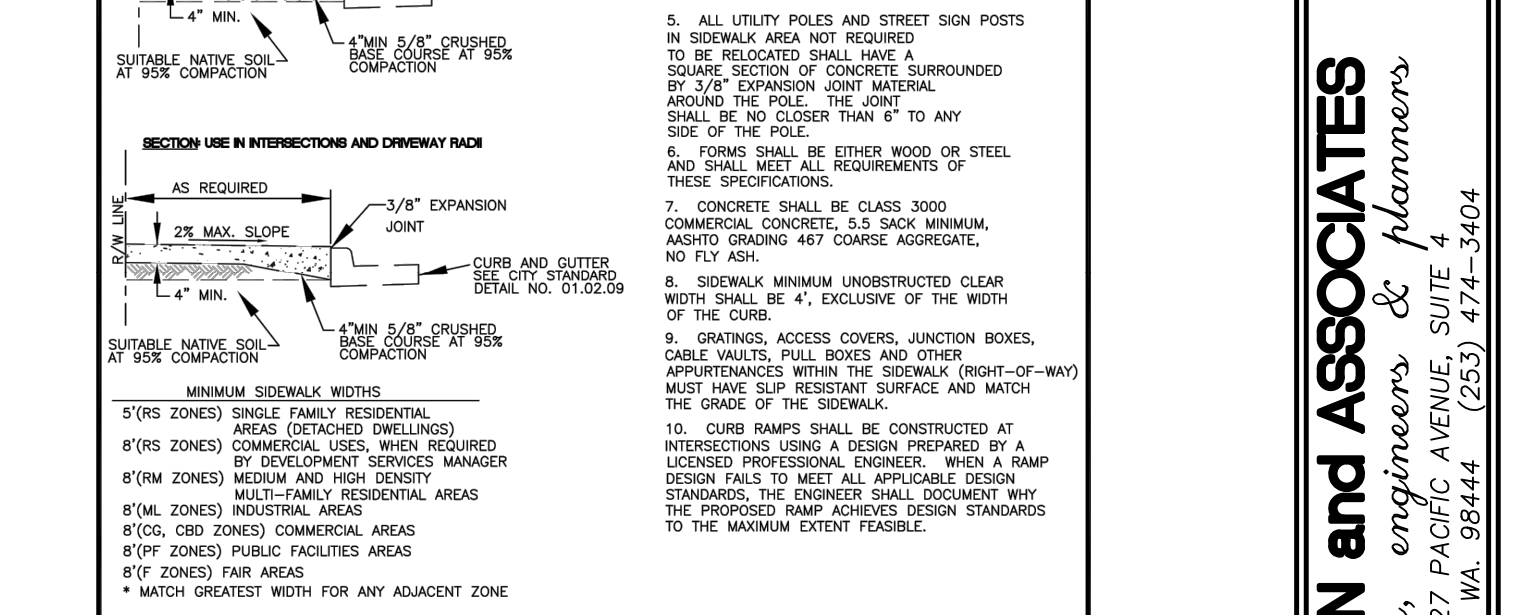 4" MIN.
4"MIN 5/8" CRUSHED
BASE COURSE AT 95%
COMPACTION
SUITABLE NATIVE SOIL
AT 95% COMPACTION
SECTION: USE IN INTERSECTIONS AND DRIVEWAY RADII
AS REQUIRED
R/W LINE
3/8" EXPANSION
JOINT
2% MAX. SLOPE
CURB AND GUTTER
SEE CITY STANDARD
DETAIL NO. 01.02.09
4" MIN.
4"MIN 5/8" CRUSHED
BASE COURSE AT 95%
COMPACTION
SUITABLE NATIVE SOIL
AT 95% COMPACTION
MINIMUM SIDEWALK WIDTHS
5'(RS ZONES) SINGLE FAMILY RESIDENTIAL
AREAS (DETACHED DWELLINGS)
8'(RS ZONES) COMMERCIAL USES, WHEN REQUIRED
BY DEVELOPMENT SERVICES MANAGER
8'(RM ZONES) MEDIUM AND HIGH DENSITY
MULTI-FAMILY RESIDENTIAL AREAS
8'(ML ZONES) INDUSTRIAL AREAS
8'(CG, CBD ZONES) COMMERCIAL AREAS
8'(PF ZONES) PUBLIC FACILITIES AREAS
8'(F ZONES) FAIR AREAS
* MATCH GREATEST WIDTH FOR ANY ADJACENT ZONE
5. ALL UTILITY POLES AND STREET SIGN POSTS
IN SIDEWALK AREA NOT REQUIRED
TO BE RELOCATED SHALL HAVE A
SQUARE SECTION OF CONCRETE SURROUNDED
BY 3/8" EXPANSION JOINT MATERIAL
AROUND THE POLE. THE JOINT
SHALL BE NO CLOSER THAN 6" TO ANY
SIDE OF THE POLE.
6. FORMS SHALL BE EITHER WOOD OR STEEL
AND SHALL MEET ALL REQUIREMENTS OF
THESE SPECIFICATIONS.
7. CONCRETE SHALL BE CLASS 3000
COMMERCIAL CONCRETE, 5.5 SACK MINIMUM,
AASHTO GRADING 467 COARSE AGGREGATE,
NO FLY ASH.
8. SIDEWALK MINIMUM UNOBSTRUCTED CLEAR
WIDTH SHALL BE 4', EXCLUSIVE OF THE WIDTH
OF THE CURB.
9. GRATINGS, ACCESS COVERS, JUNCTION BOXES,
CABLE VAULTS, PULL BOXES AND OTHER
APPURTENANCES WITHIN THE SIDEWALK (RIGHT-OF-WAY)
MUST HAVE SLIP RESISTANT SURFACE AND MATCH
THE GRADE OF THE SIDEWALK.
10. CURB RAMPS SHALL BE CONSTRUCTED AT
INTERSECTIONS USING A DESIGN PREPARED BY A
LICENSED PROFESSIONAL ENGINEER. WHEN A RAMP
DESIGN FAILS TO MEET ALL APPLICABLE DESIGN
STANDARDS, THE ENGINEER SHALL DOCUMENT WHY
THE PROPOSED RAMP ACHIEVES DESIGN STANDARDS
TO THE MAXIMUM EXTENT FEASIBLE.
N and ASSOCIATES
, engineers & planners
27 PACIFIC AVENUE, SUITE 4
WA. 98444 (253) 474-3404